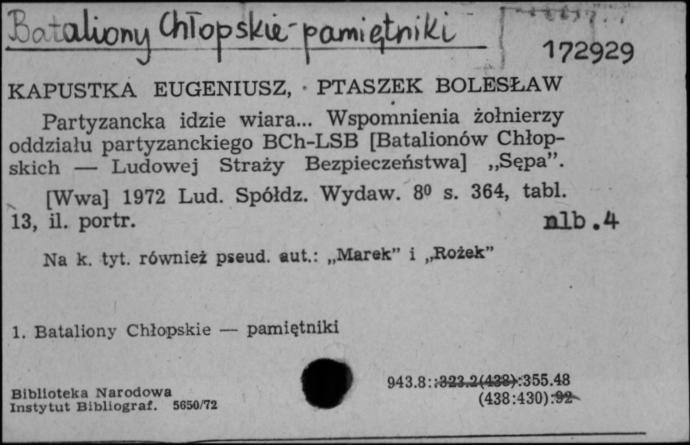 Bataliony Chłopskie - pamiętniki
172929
KAPUSTKA EUGENIUSZ, PTASZEK BOLESŁAW
Partyzancka idzie wiara... Wspomnienia żołnierzy
oddziału partyzanckiego BCh-LSB [Batalionów Chłop-
skich — Ludowej Straży Bezpieczeństwa] „Sępa”.
[Wwa] 1972 Lud. Spółdz. Wydaw. 8⁰ s. 364, tabl.
13, il. portr.
nlb.4
Na k. tyt. również pseud. aut.: „Marek” i „Rożek”
1. Bataliony Chłopskie — pamiętniki
943.8::323.2(438):355.48
(438:430):92
Biblioteka Narodowa
Instytut Bibliograf. 5650/72